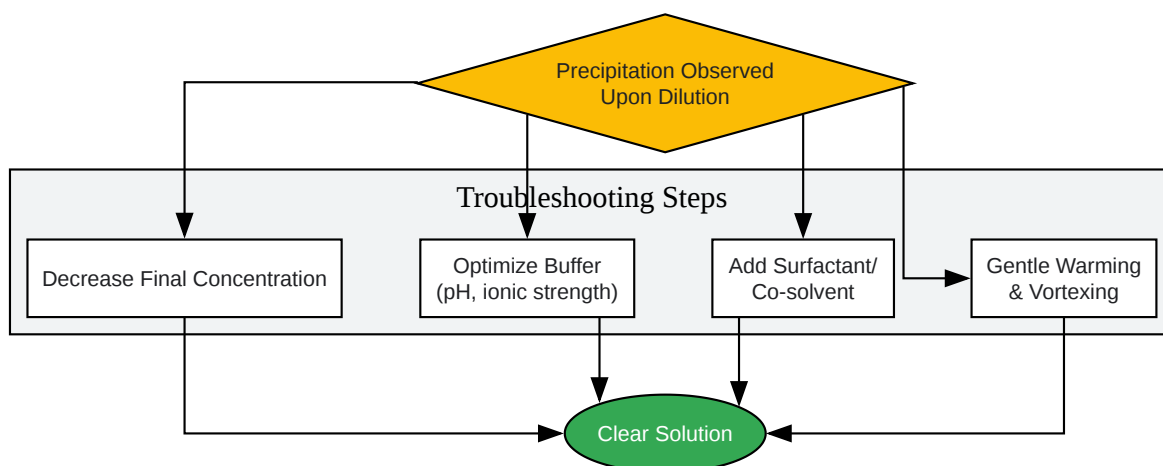 Precipitation Observed
Upon Dilution
Troubleshooting Steps
Decrease Final Concentration
Optimize Buffer
(pH, ionic strength)
Add Surfactant/
Co-solvent
Gentle Warming
& Vortexing
Clear Solution